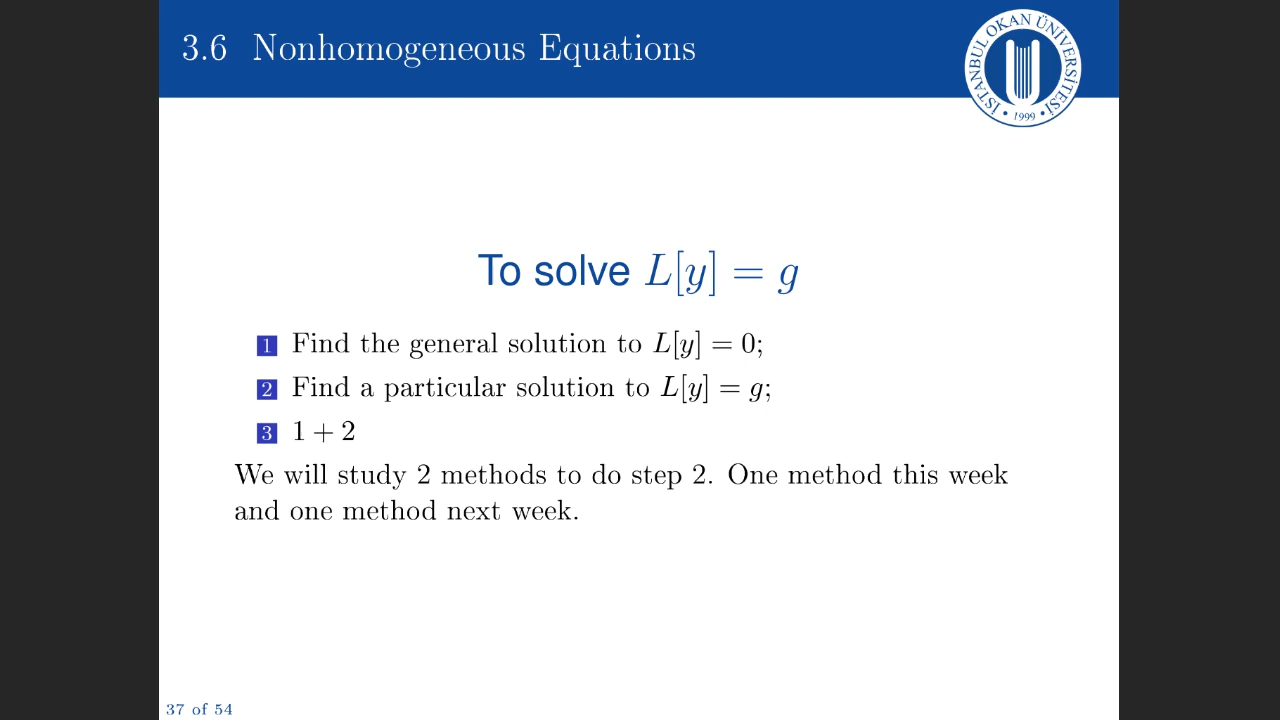 3.6 Nonhomogeneous Equations
İSTANBUL OKAN ÜNİVERSİTESİ
• 1999 •
To solve L[y] = g
1 Find the general solution to L[y] = 0;
2 Find a particular solution to L[y] = g;
3 1 + 2
We will study 2 methods to do step 2. One method this week
and one method next week.
37 of 54